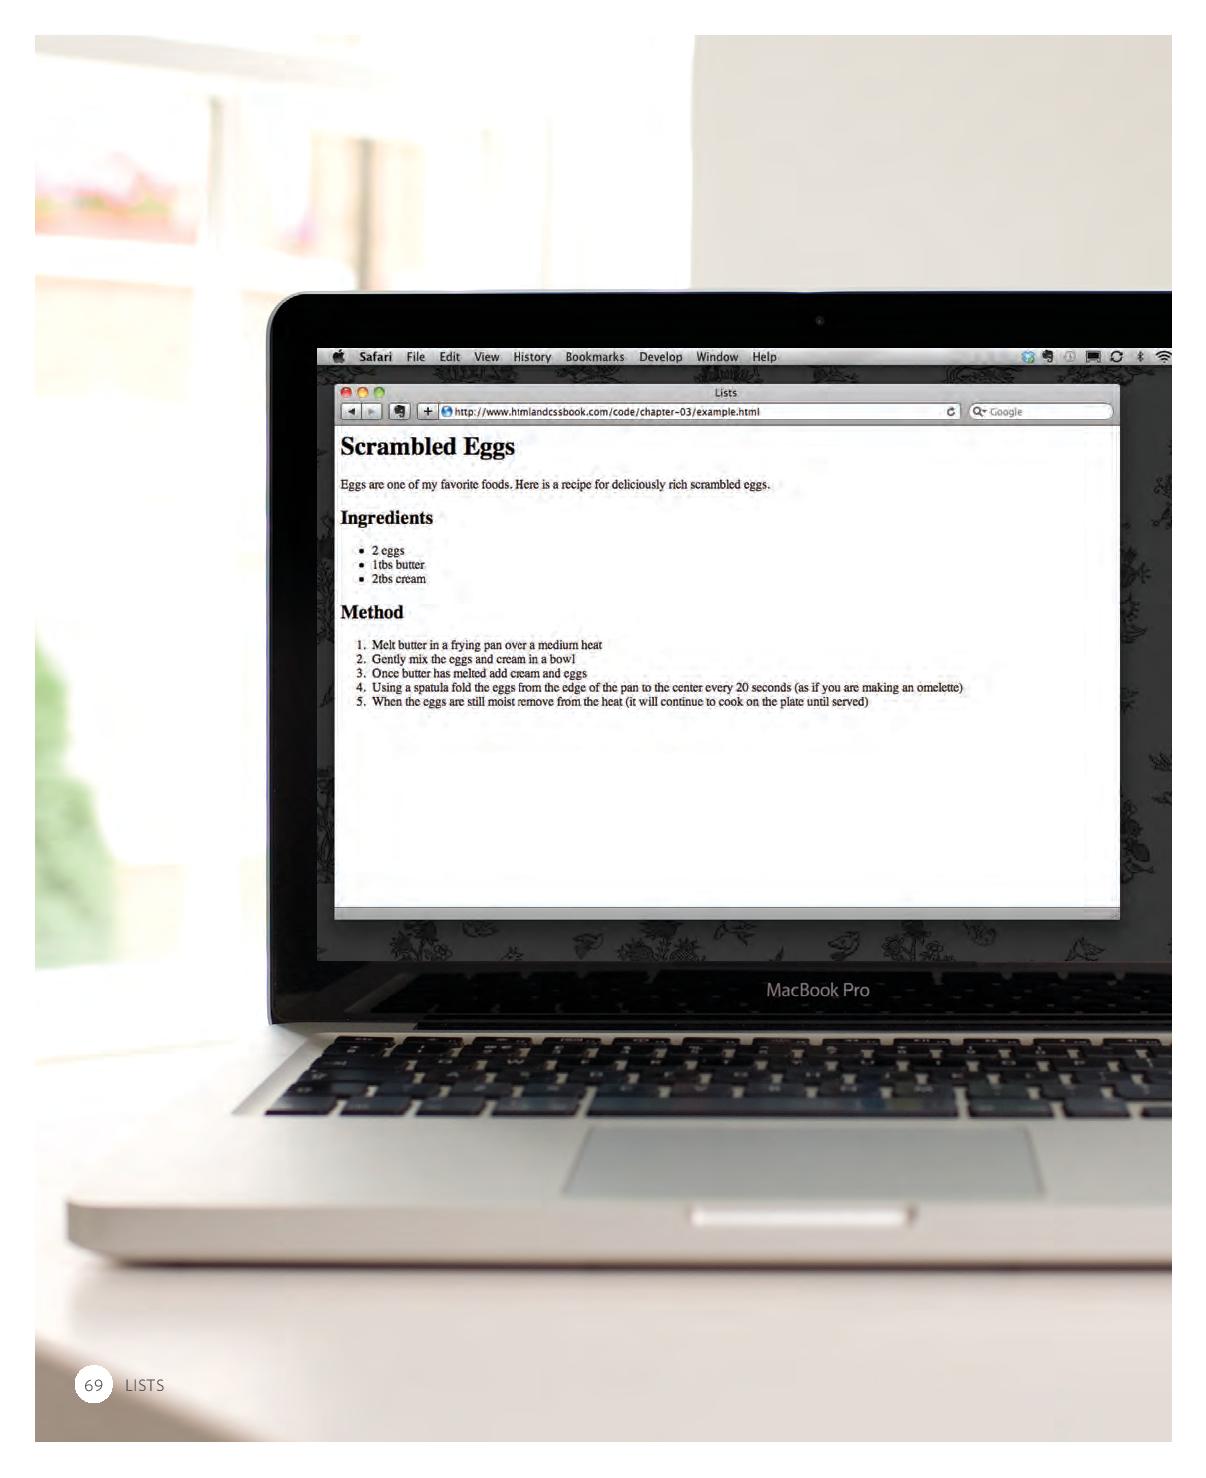 Safari File Edit View History Bookmarks Develop Window Help
Lists
http://www.htmlandcssbook.com/code/chapter-03/example.html
Google
Scrambled Eggs
Eggs are one of my favorite foods. Here is a recipe for deliciously rich scrambled eggs.
Ingredients
• 2 eggs
• 1tbs butter
• 2tbs cream
Method
1. Melt butter in a frying pan over a medium heat
2. Gently mix the eggs and cream in a bowl
3. Once butter has melted add cream and eggs
4. Using a spatula fold the eggs from the edge of the pan to the center every 20 seconds (as if you are making an omelette)
5. When the eggs are still moist remove from the heat (it will continue to cook on the plate until served)
MacBook Pro
69 LISTS